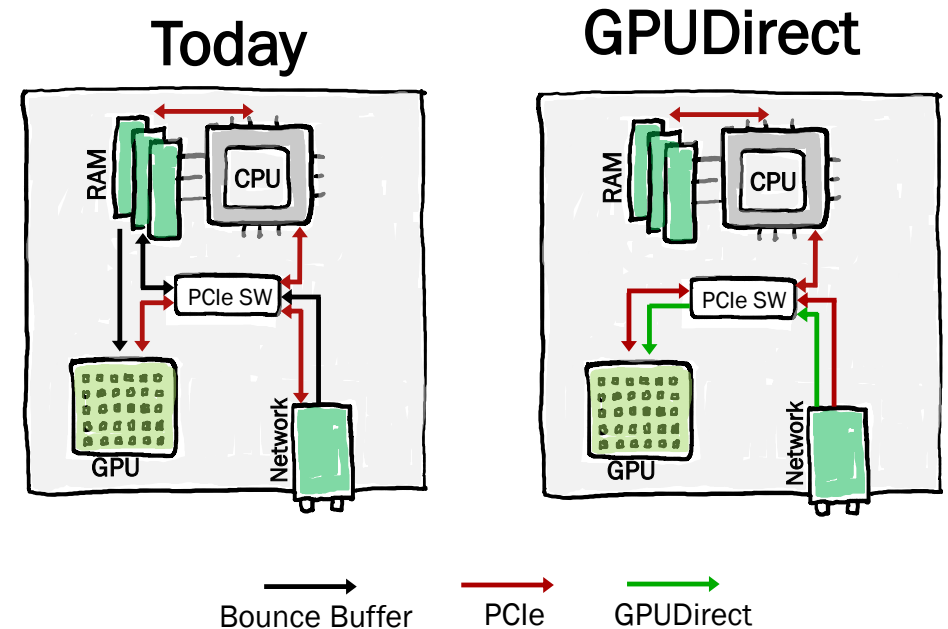 Today
GPUDirect
RAM
CPU
PCIe SW
GPU
Network
RAM
CPU
PCIe SW
GPU
Network
Bounce Buffer
PCIe
GPUDirect